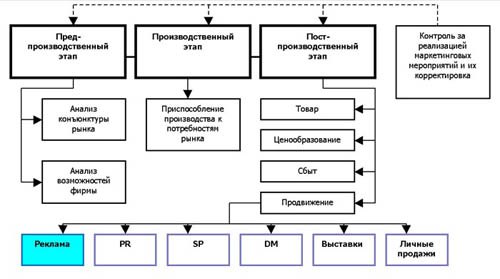 Пред-
производственный
этап
Производственный
этап
Пост-
производственный
этап
Контроль за
реализацией
маркетинговых
мероприятий и их
корректировка
Анализ
конъюнктуры
рынка
Приспособление
производства к
потребностям
рынка
Товар
Ценообразование
Анализ
возможностей
фирмы
Сбыт
Продвижение
Реклама
PR
SP
DM
Выставки
Личные
продажи